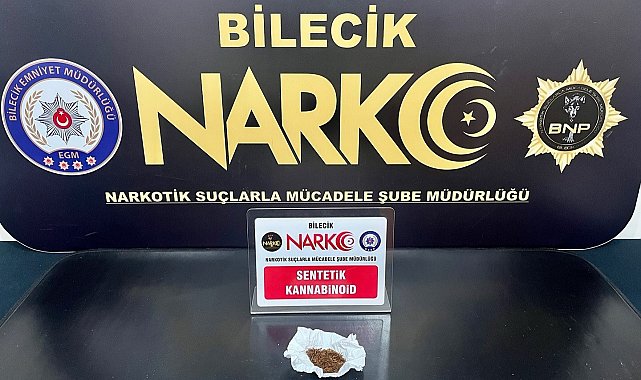 BİLECİK
NARKO
NARKOTİK SUÇLARLA MÜCADELE ŞUBE MÜDÜRLÜĞÜ
BİLECİK EMNİYET MÜDÜRLÜĞÜ
EGM
BNP
BİLECİK
NARKO
NARKOTİK SUÇLARLA MÜCADELE ŞUBE MÜDÜRLÜĞÜ
SENTETİK
KANNABİNOİD